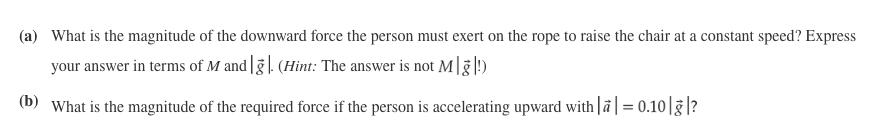 (a) What is the magnitude of the downward force the person must exert on the rope to raise the chair at a constant speed? Express
your answer in terms of M and |g⃗|. (Hint: The answer is not M|g⃗|!)
(b) What is the magnitude of the required force if the person is accelerating upward with |a⃗| = 0.10|g⃗|?